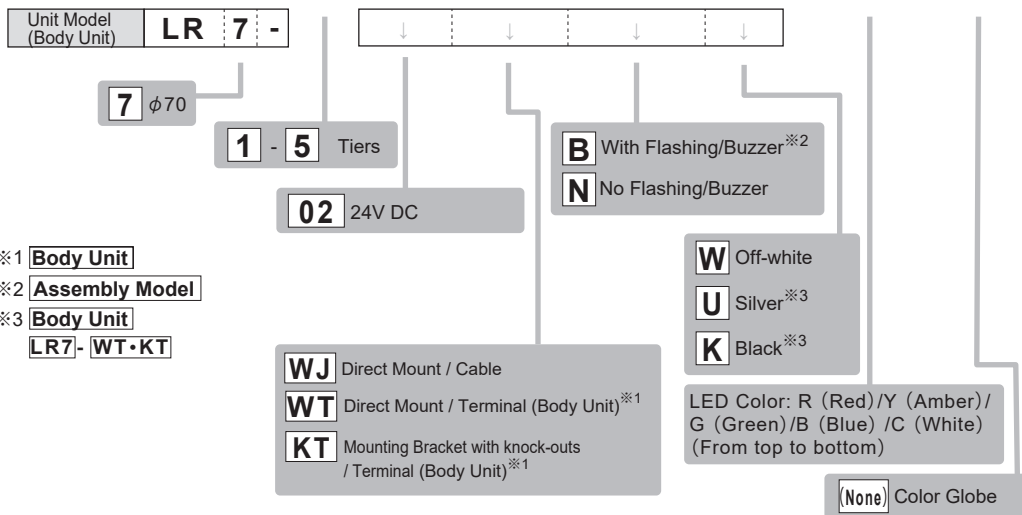 Unit Model
(Body Unit)
LR 7 -
↓ ↓ ↓ ↓
7 φ70
1 - 5 Tiers
02 24V DC
B With Flashing/Buzzer※2
N No Flashing/Buzzer
※1 Body Unit
※2 Assembly Model
※3 Body Unit
LR7- WT・KT
W Off-white
U Silver※3
K Black※3
WJ Direct Mount / Cable
WT Direct Mount / Terminal (Body Unit)※1
KT Mounting Bracket with knock-outs
/ Terminal (Body Unit)※1
LED Color: R (Red)/Y (Amber)/
G (Green)/B (Blue) /C (White)
(From top to bottom)
(None) Color Globe